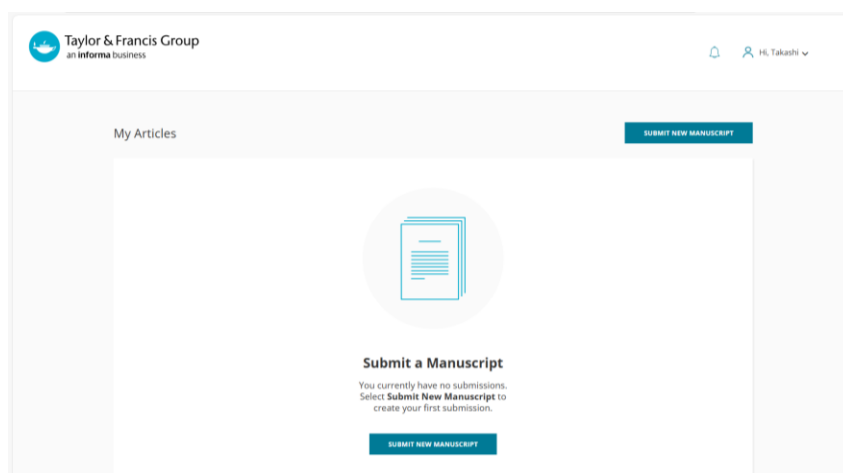 Taylor & Francis Group
an informa business
Hi, Takashi
My Articles
SUBMIT NEW MANUSCRIPT
Submit a Manuscript
You currently have no submissions.
Select Submit New Manuscript to
create your first submission.
SUBMIT NEW MANUSCRIPT